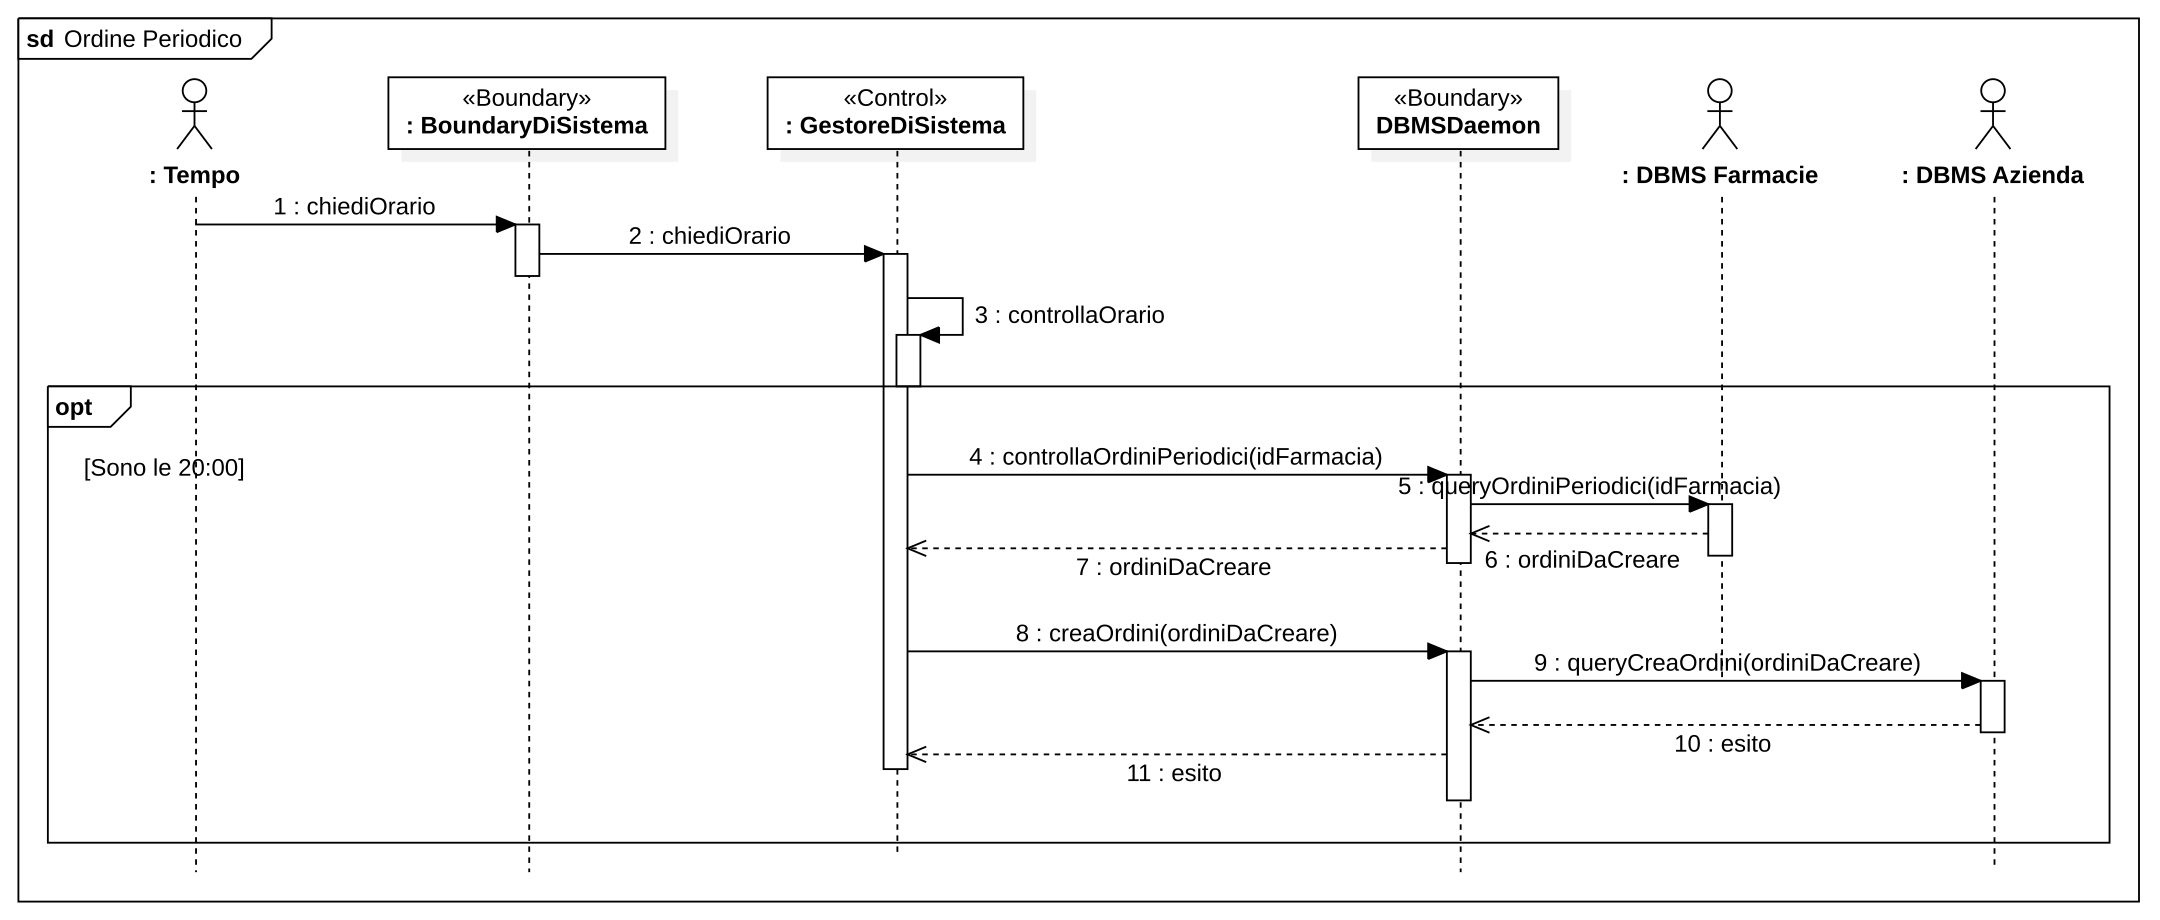 sd Ordine Periodico
«Boundary»
: BoundaryDiSistema
«Control»
: GestoreDiSistema
«Boundary»
DBMSDaemon
: Tempo
: DBMS Farmacie
: DBMS Azienda
1 : chiediOrario
2 : chiediOrario
3 : controllaOrario
opt
[Sono le 20:00]
4 : controllaOrdiniPeriodici(idFarmacia)
5 : queryOrdiniPeriodici(idFarmacia)
6 : ordiniDaCreare
7 : ordiniDaCreare
8 : creaOrdini(ordiniDaCreare)
9 : queryCreaOrdini(ordiniDaCreare)
10 : esito
11 : esito